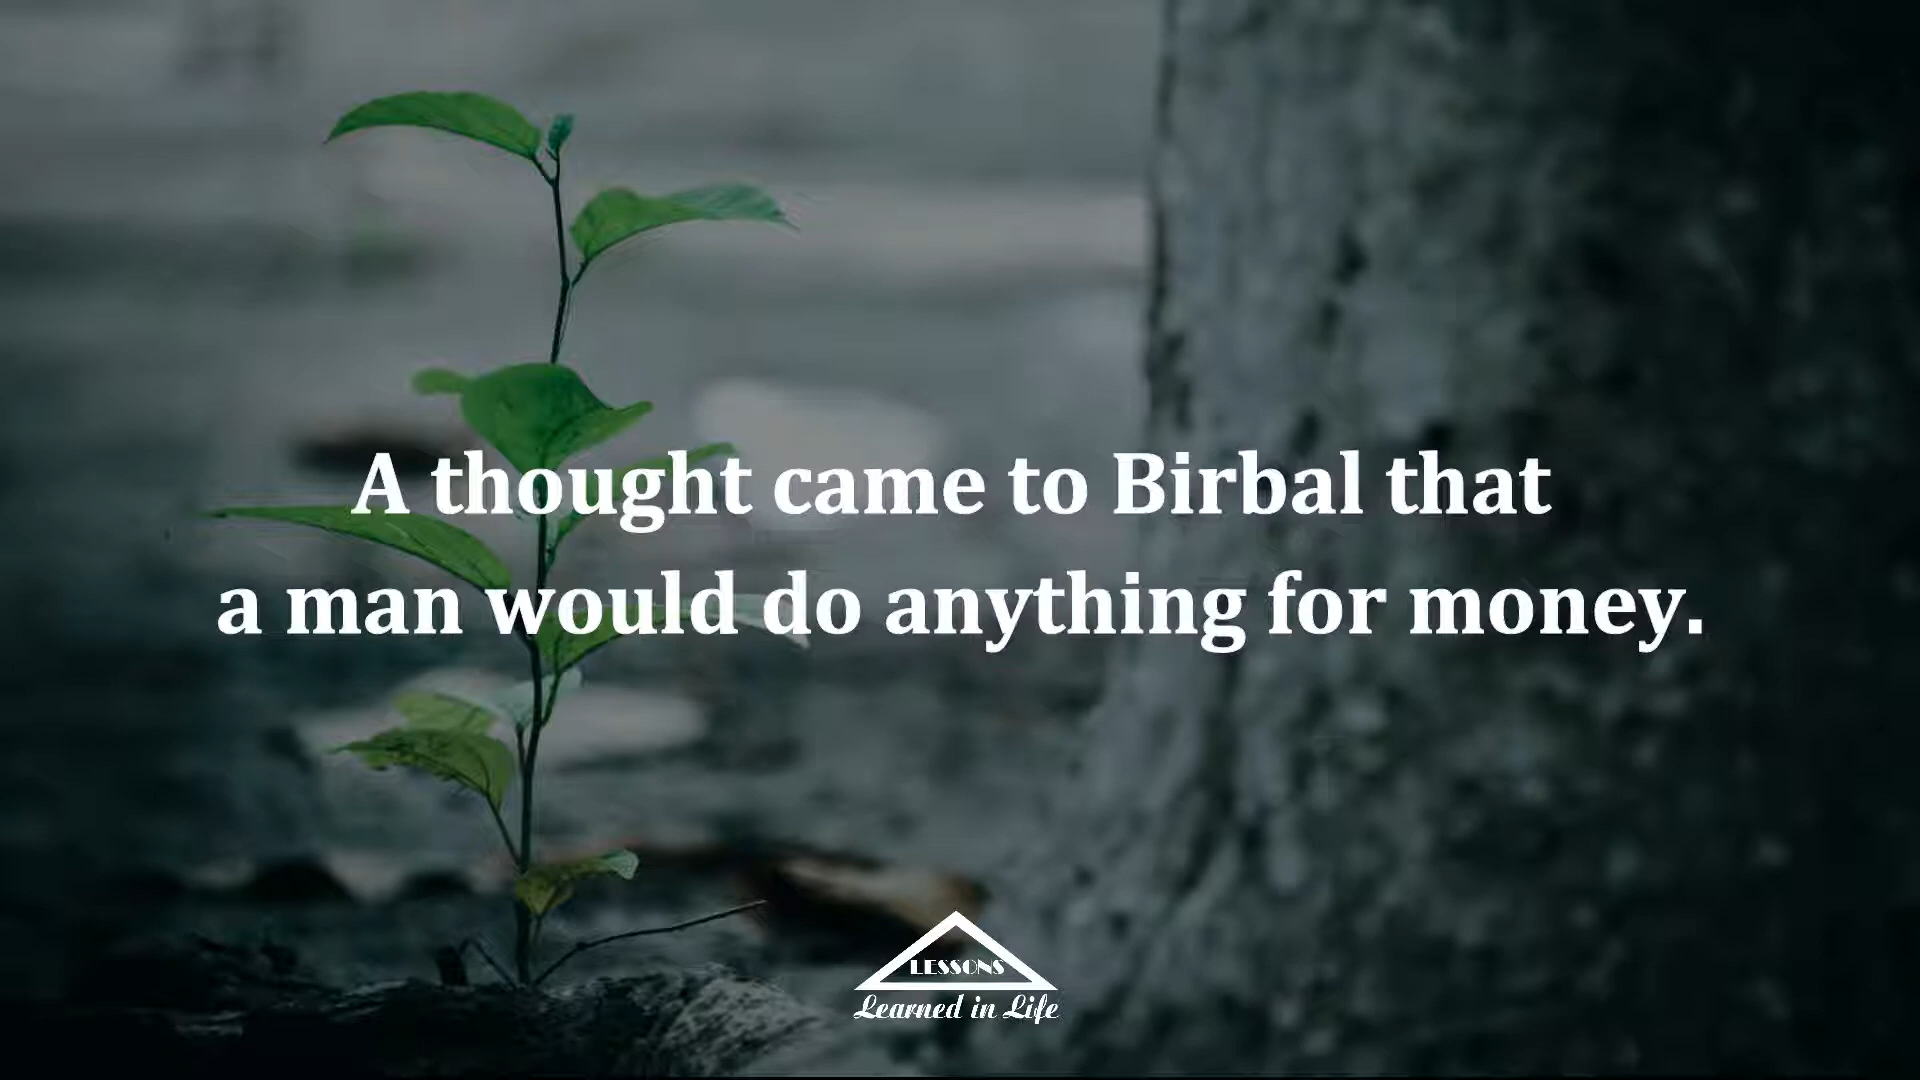 A thought came to Birbal that
a man would do anything for money.
LESSONS
Learned in Life